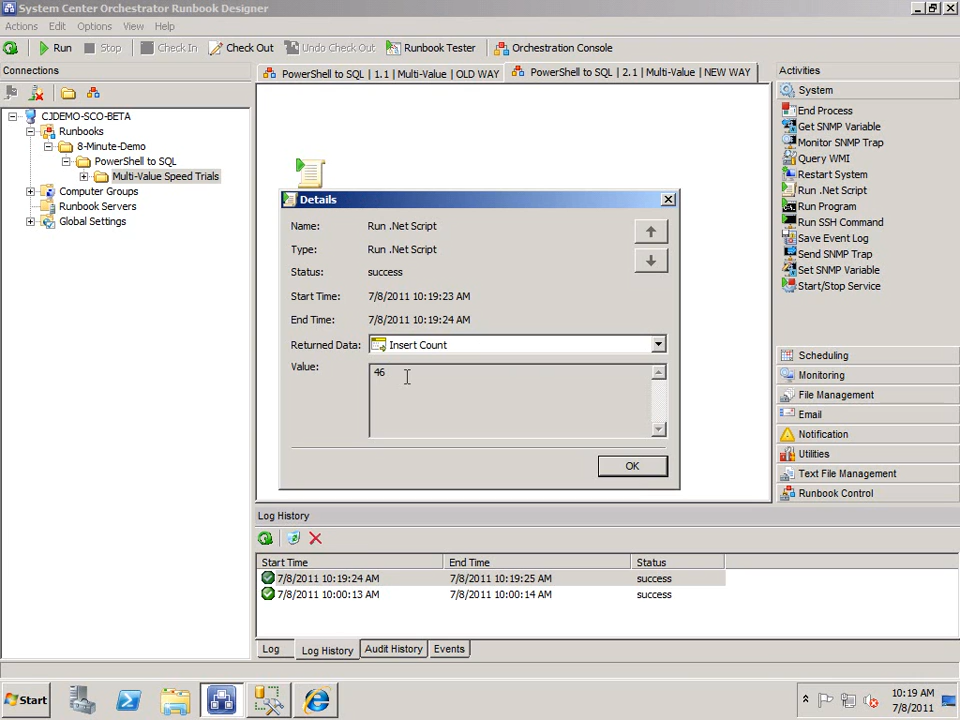 System Center Orchestrator Runbook Designer
Actions Edit Options View Help
Run Stop Check In Check Out Undo Check Out Runbook Tester Orchestration Console
Connections
CJDEMO-SCO-BETA
Runbooks
8-Minute-Demo
PowerShell to SQL
Multi-Value Speed Trials
Computer Groups
Runbook Servers
Global Settings
PowerShell to SQL | 1.1 | Multi-Value | OLD WAY
PowerShell to SQL | 2.1 | Multi-Value | NEW WAY
Details
Name: Run .Net Script
Type: Run .Net Script
Status: success
Start Time: 7/8/2011 10:19:23 AM
End Time: 7/8/2011 10:19:24 AM
Returned Data: Insert Count
Value: 46
OK
Activities
System
End Process
Get SNMP Variable
Monitor SNMP Trap
Query WMI
Restart System
Run .Net Script
Run Program
Run SSH Command
Save Event Log
Send SNMP Trap
Set SNMP Variable
Start/Stop Service
Scheduling
Monitoring
File Management
Email
Notification
Utilities
Text File Management
Runbook Control
Log History
Start Time End Time Status
7/8/2011 10:19:24 AM 7/8/2011 10:19:25 AM success
7/8/2011 10:00:13 AM 7/8/2011 10:00:14 AM success
Log Log History Audit History Events
Start
10:19 AM
7/8/2011